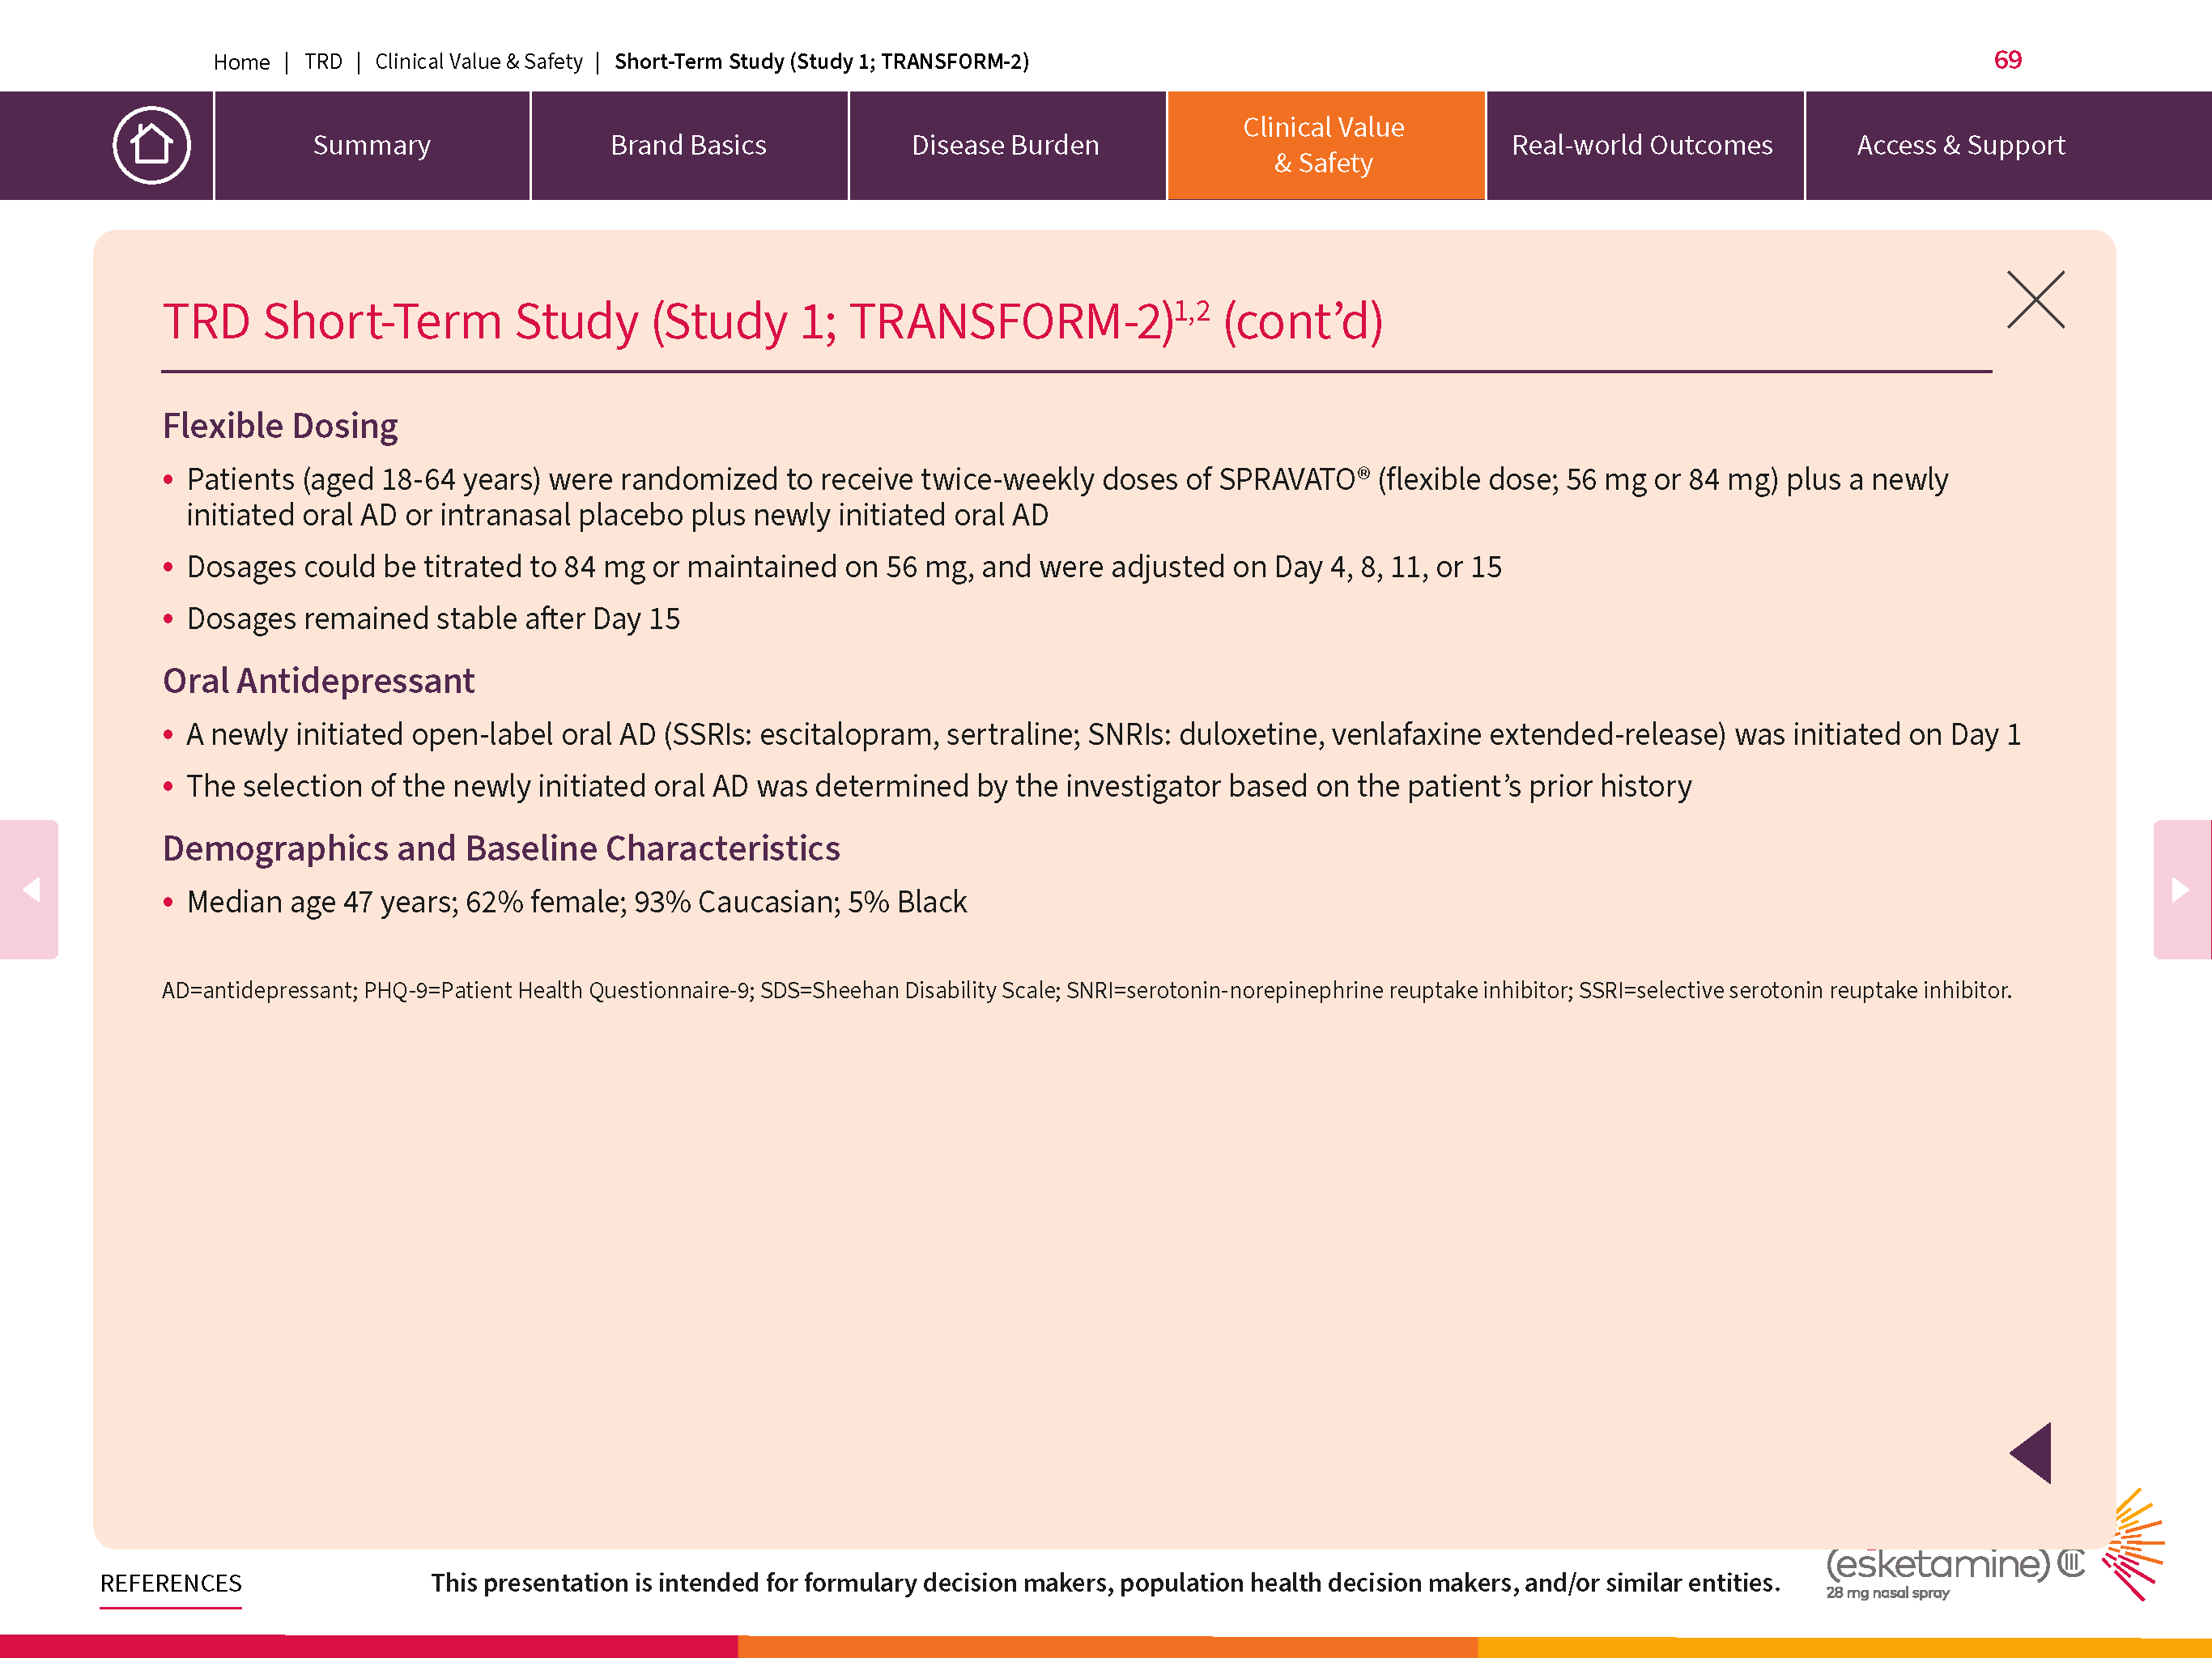 Home | TRD | Clinical Value & Safety | Short-Term Study (Study 1; TRANSFORM-2)
69
Summary
Brand Basics
Disease Burden
Clinical Value
& Safety
Real-world Outcomes
Access & Support
TRD Short-Term Study (Study 1; TRANSFORM-2)1,2 (cont’d)
Flexible Dosing
• Patients (aged 18-64 years) were randomized to receive twice-weekly doses of SPRAVATO® (flexible dose; 56 mg or 84 mg) plus a newly
initiated oral AD or intranasal placebo plus newly initiated oral AD
• Dosages could be titrated to 84 mg or maintained on 56 mg, and were adjusted on Day 4, 8, 11, or 15
• Dosages remained stable after Day 15
Oral Antidepressant
• A newly initiated open-label oral AD (SSRIs: escitalopram, sertraline; SNRIs: duloxetine, venlafaxine extended-release) was initiated on Day 1
• The selection of the newly initiated oral AD was determined by the investigator based on the patient’s prior history
Demographics and Baseline Characteristics
• Median age 47 years; 62% female; 93% Caucasian; 5% Black
AD=antidepressant; PHQ-9=Patient Health Questionnaire-9; SDS=Sheehan Disability Scale; SNRI=serotonin-norepinephrine reuptake inhibitor; SSRI=selective serotonin reuptake inhibitor.
REFERENCES
This presentation is intended for formulary decision makers, population health decision makers, and/or similar entities.
(esketamine) CIII
28 mg nasal spray